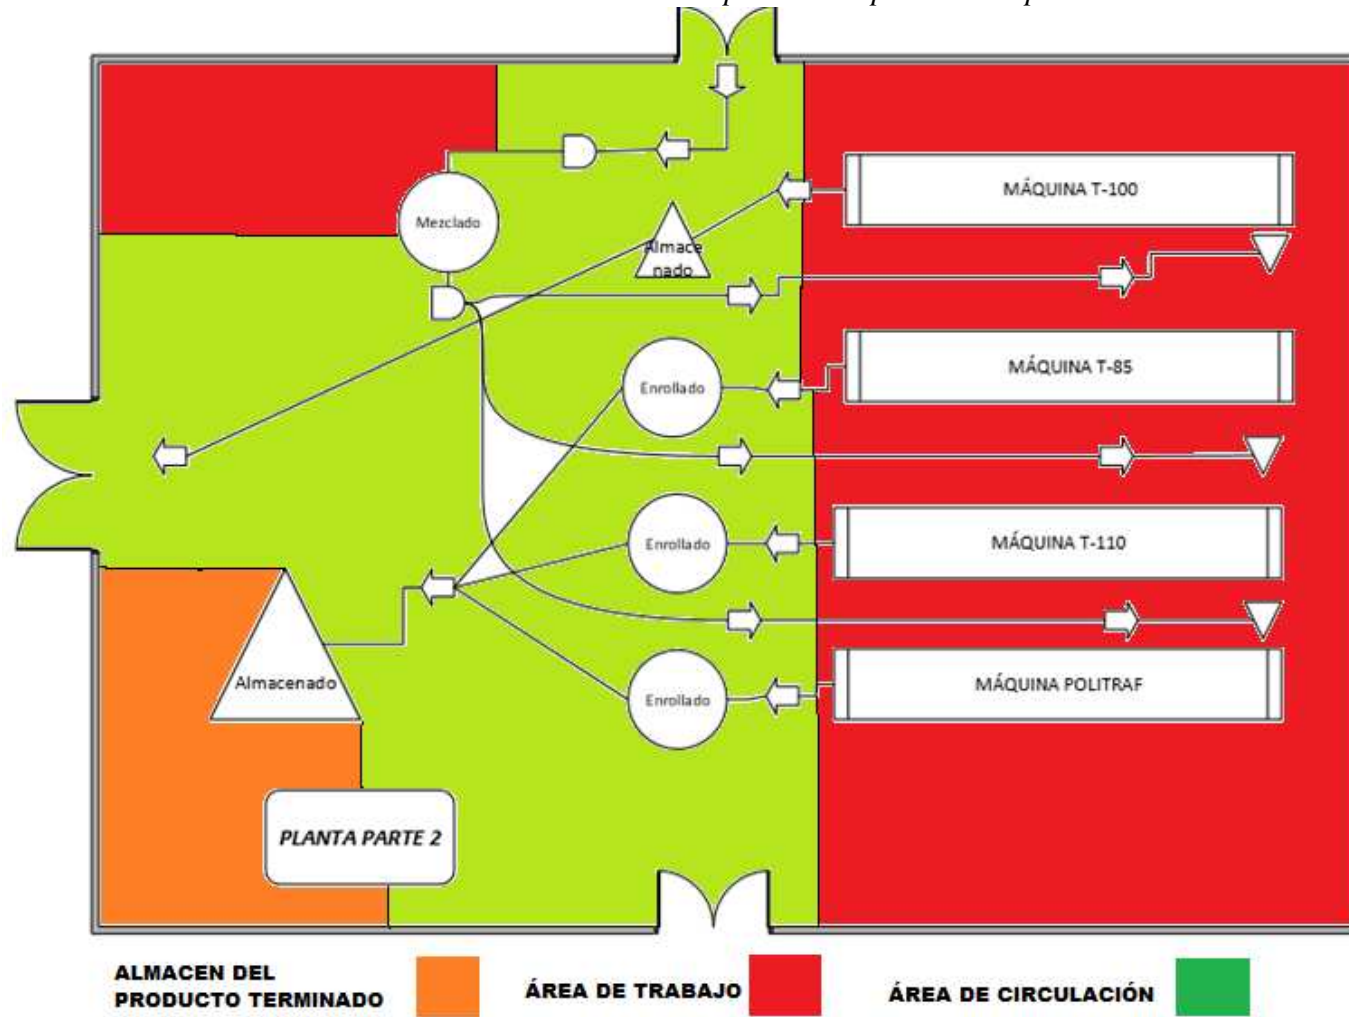 MÁQUINA T-100
Mezclado
Almace
nado
MÁQUINA T-85
Enrollado
MÁQUINA T-110
Enrollado
Almacenado
MÁQUINA POLITRAF
Enrollado
PLANTA PARTE 2
ALMACEN DEL
PRODUCTO TERMINADO
ÁREA DE TRABAJO
ÁREA DE CIRCULACIÓN